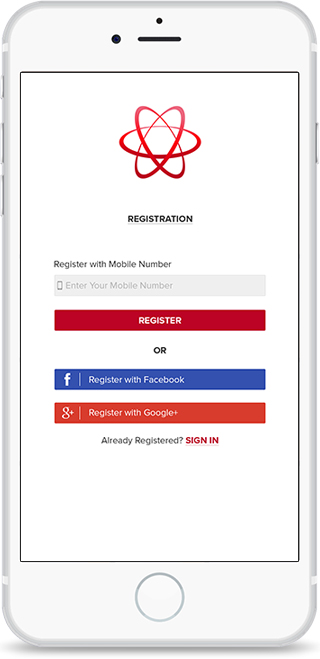 REGISTRATION
Register with Mobile Number
Enter Your Mobile Number
REGISTER
OR
f Register with Facebook
g+ Register with Google+
Already Registered? SIGN IN